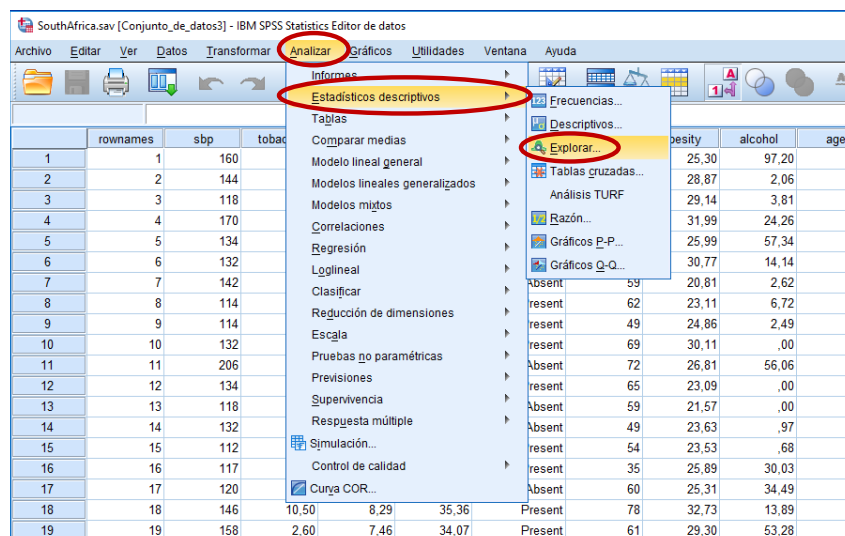 SouthAfrica.sav [Conjunto_de_datos3] - IBM SPSS Statistics Editor de datos
Archivo Editar Ver Datos Transformar Analizar Gráficos Utilidades Ventana Ayuda
Informes
Estadísticos descriptivos
Tablas
Comparar medias
Modelo lineal general
Modelos lineales generalizados
Modelos mixtos
Correlaciones
Regresión
Loglineal
Clasificar
Reducción de dimensiones
Escala
Pruebas no paramétricas
Previsiones
Supervivencia
Respuesta múltiple
Simulación...
Control de calidad
Curva COR...
Frecuencias...
Descriptivos...
Explorar...
Tablas cruzadas...
Análisis TURF
Razón...
Gráficos P-P...
Gráficos Q-Q...
rownames sbp alcohol
1 1 160 25,30 97,20
2 2 144 28,87 2,06
3 3 118 29,14 3,81
4 4 170 31,99 24,26
5 5 134 25,99 57,34
6 6 132 30,77 14,14
7 7 142 Absent 59 20,81 2,62
8 8 114 resent 62 23,11 6,72
9 9 114 resent 49 24,86 2,49
10 10 132 resent 69 30,11 ,00
11 11 206 Absent 72 26,81 56,06
12 12 134 resent 65 23,09 ,00
13 13 118 Absent 59 21,57 ,00
14 14 132 Absent 49 23,63 ,97
15 15 112 resent 54 23,53 ,68
16 16 117 resent 35 25,89 30,03
17 17 120 Absent 60 25,31 34,49
18 18 146 10,50 8,29 35,36 Present 78 32,73 13,89
19 19 158 2,60 7,46 34,07 Present 61 29,30 53,28